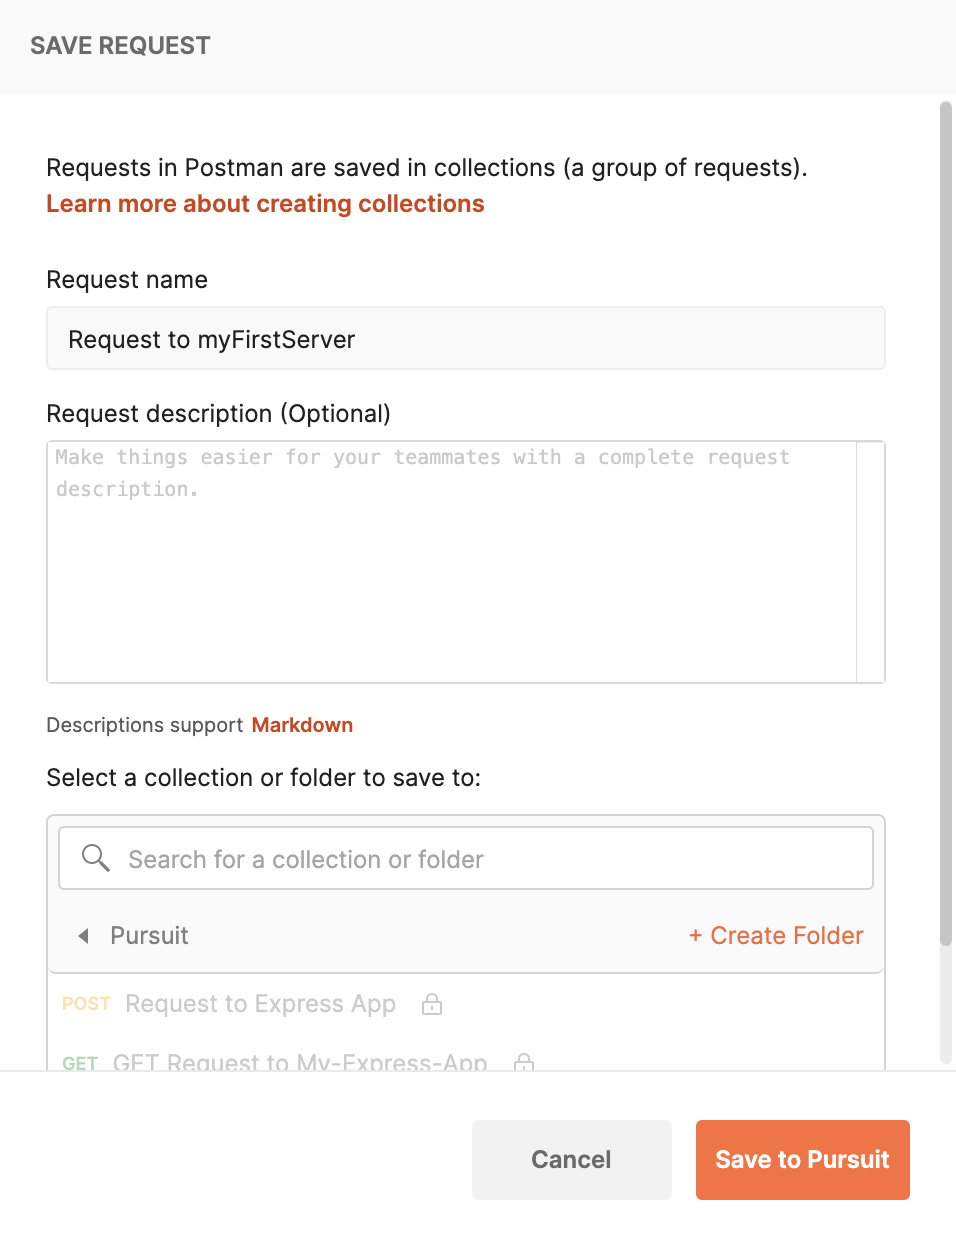 SAVE REQUEST
Requests in Postman are saved in collections (a group of requests).
Learn more about creating collections
Request name
Request to myFirstServer
Request description (Optional)
Make things easier for your teammates with a complete request
description.
Descriptions support Markdown
Select a collection or folder to save to:
Search for a collection or folder
Pursuit + Create Folder
POST Request to Express App
GET GET Request to My-Express-App
Cancel Save to Pursuit